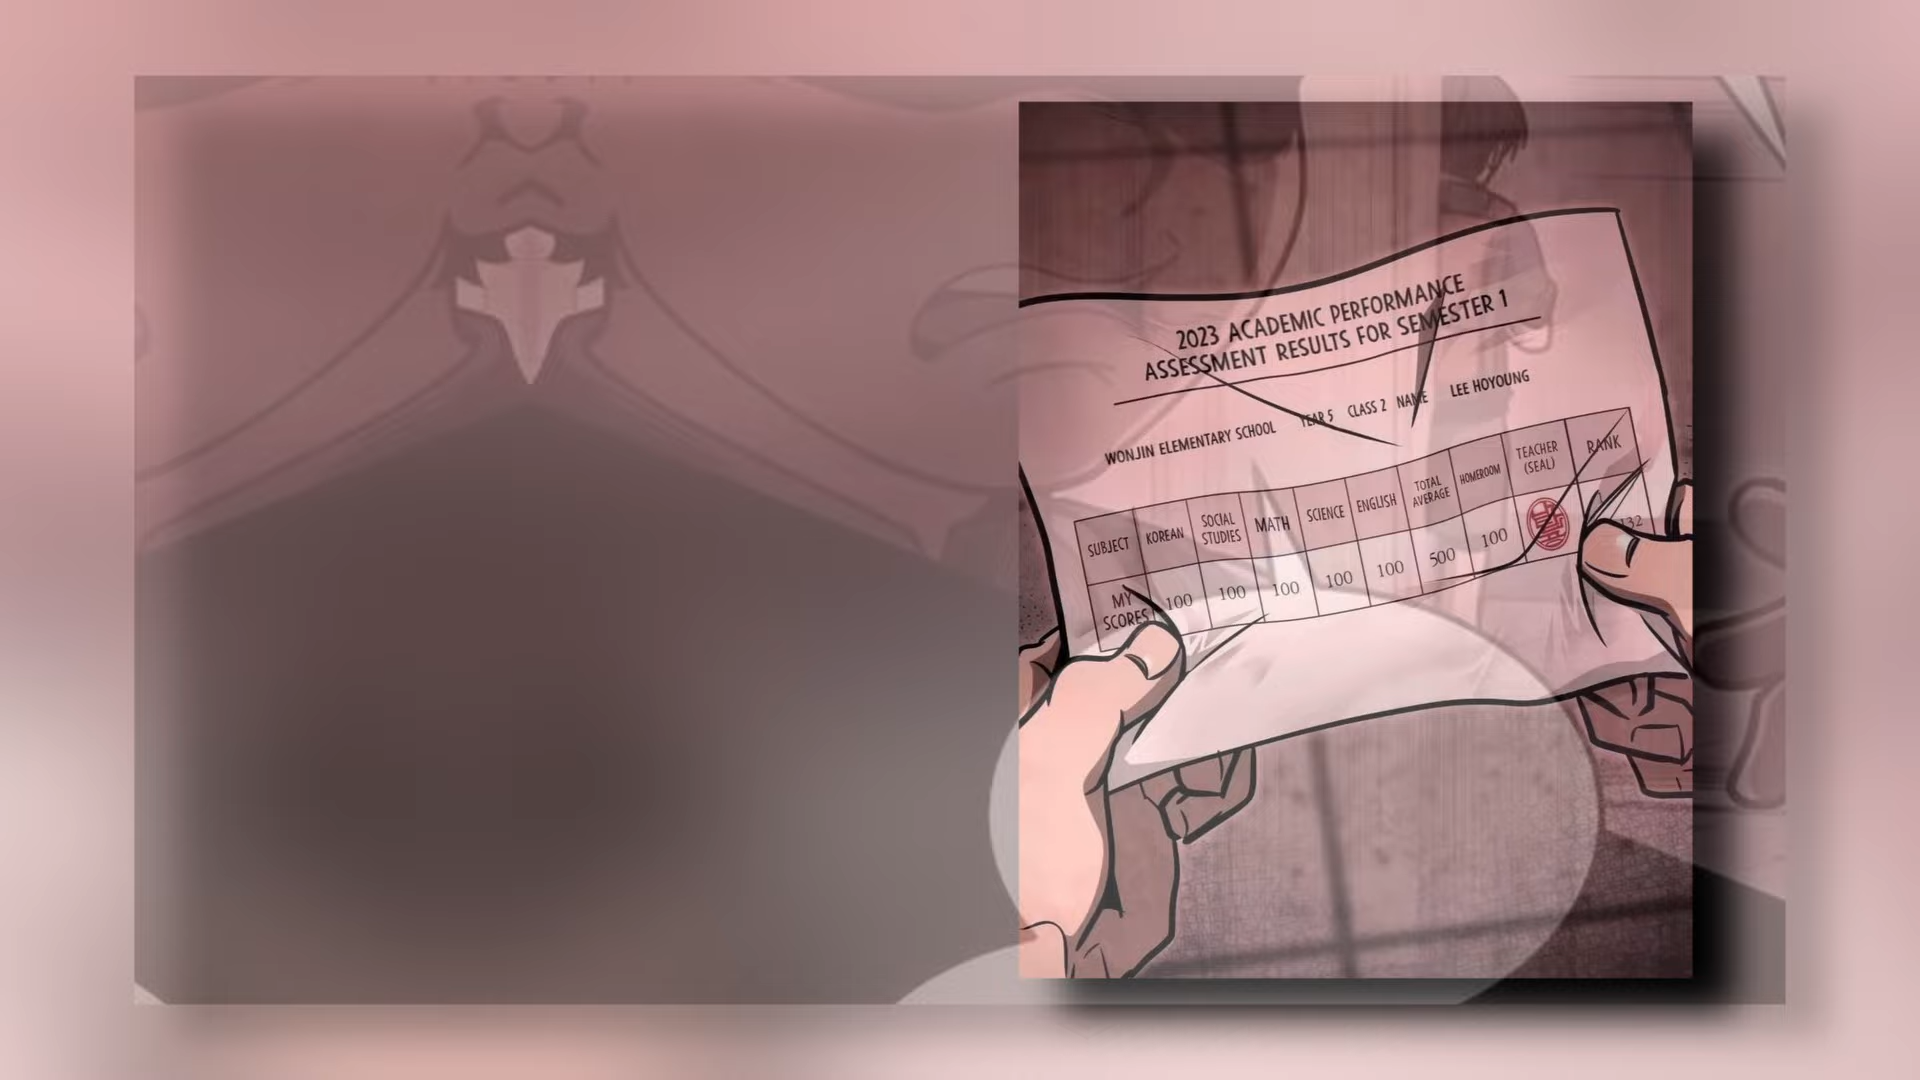 2023 ACADEMIC PERFORMANCE
ASSESSMENT RESULTS FOR SEMESTER 1
WONJIN ELEMENTARY SCHOOL YEAR 5 CLASS 2 NAME LEE HOYOUNG
SUBJECT KOREAN SOCIAL STUDIES MATH SCIENCE ENGLISH TOTAL AVERAGE HOMEROOM TEACHER (SEAL) RANK
MY SCORES 100 100 100 100 100 500 100